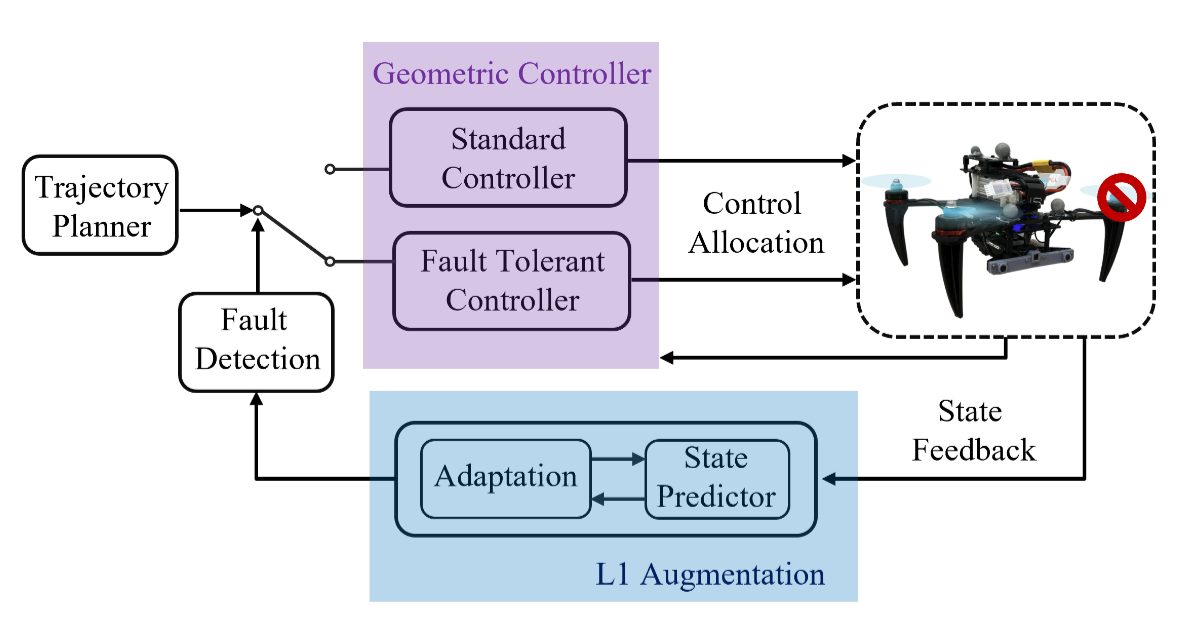 Geometric Controller
Standard
Controller
Trajectory
Planner
Control
Allocation
Fault Tolerant
Controller
Fault
Detection
State
Feedback
Adaptation
State
Predictor
L1 Augmentation